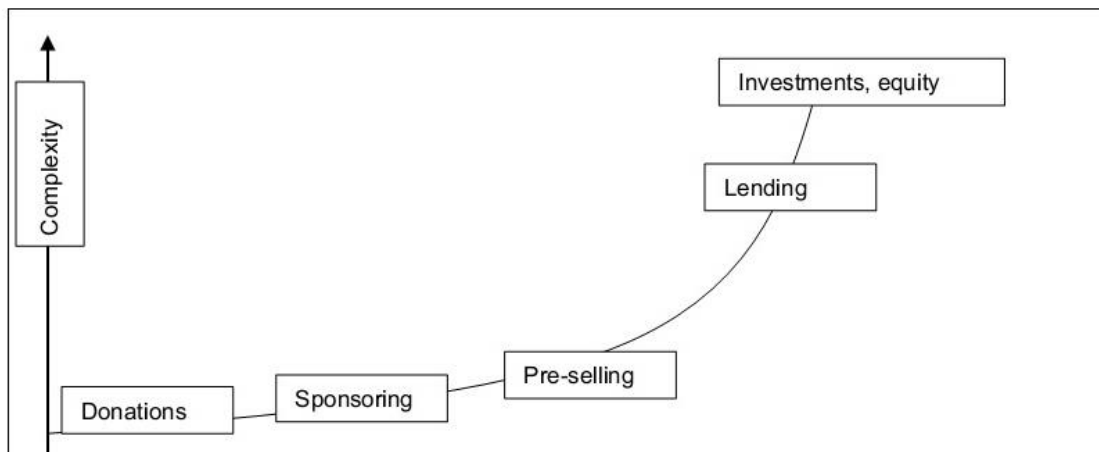 Complexity
Investments, equity
Lending
Pre-selling
Sponsoring
Donations